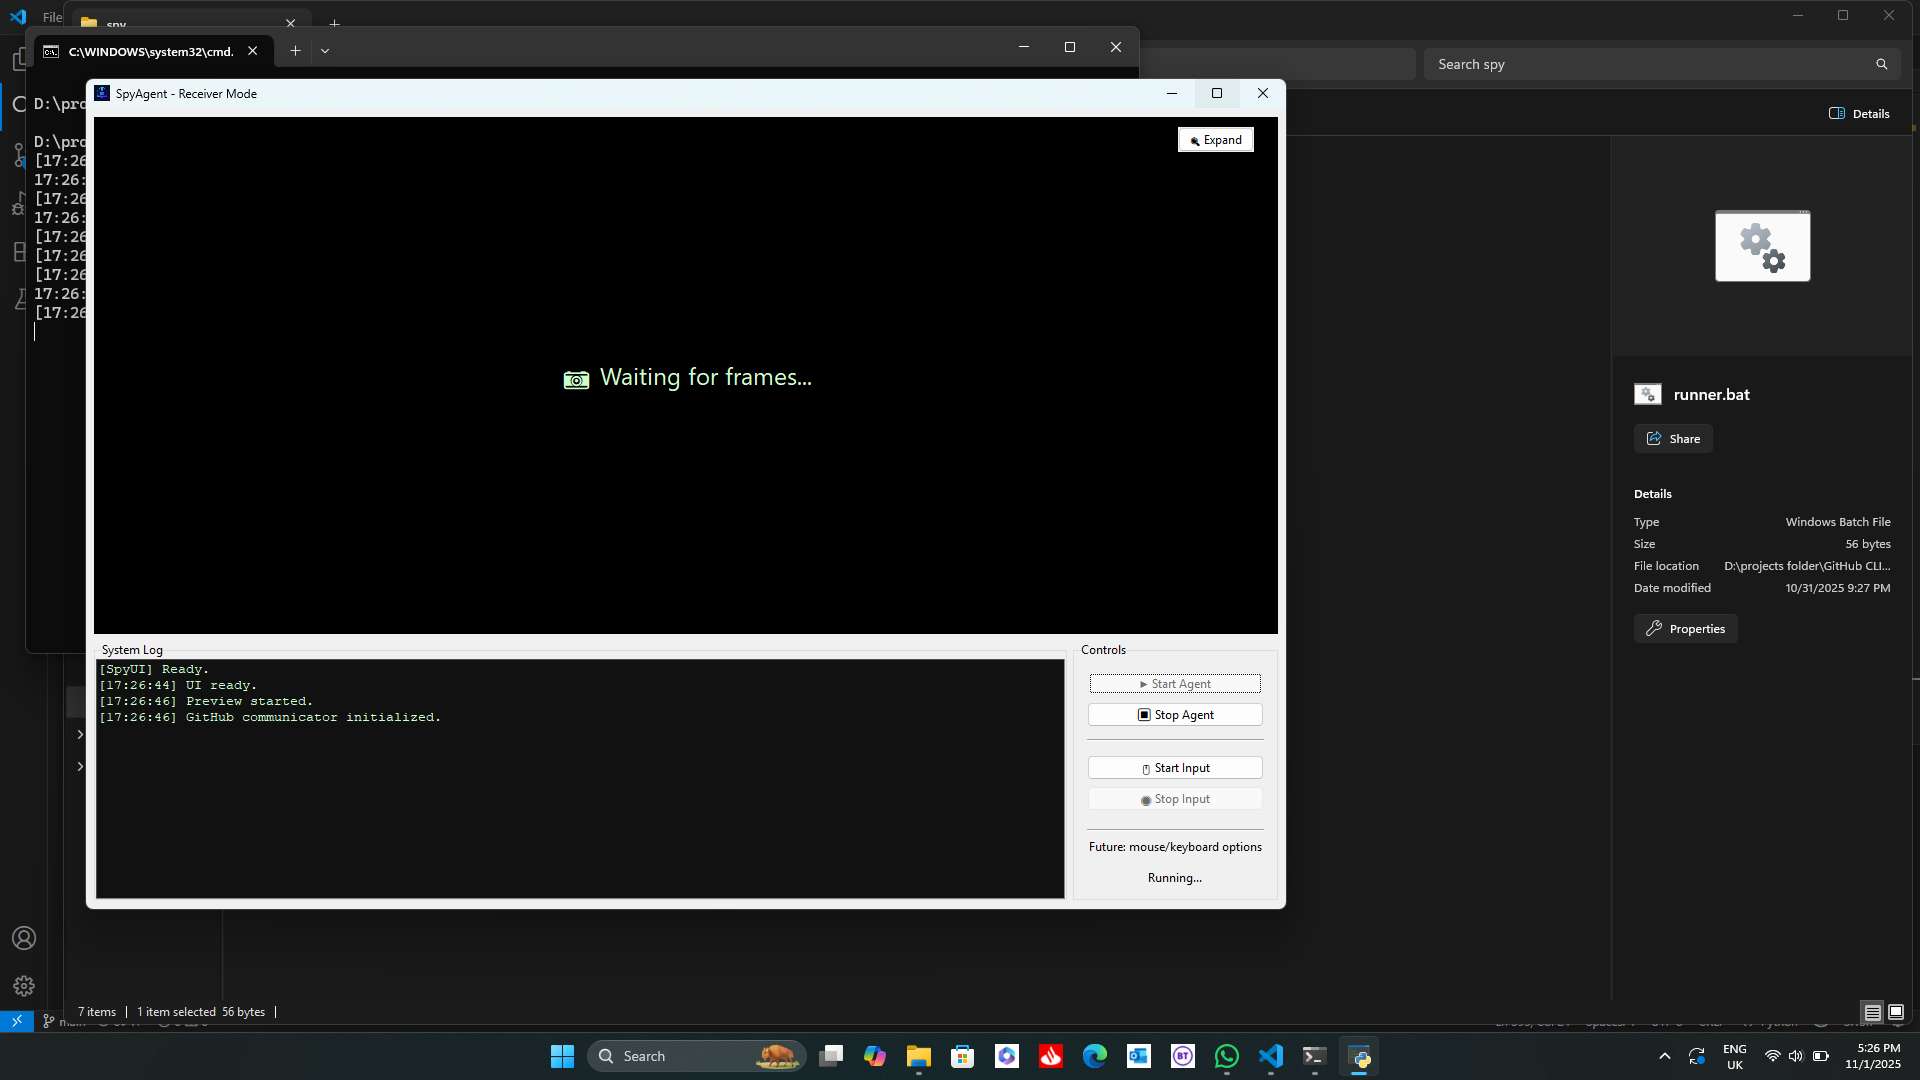 File
spy
C:\WINDOWS\system32\cmd.
Search spy
SpyAgent - Receiver Mode
D:\pro
Details
Expand
D:\pro
[17:26
17:26:
[17:26
17:26:
[17:26
[17:26
[17:26
17:26:
[17:26
Waiting for frames...
runner.bat
Share
Details
Type Windows Batch File
Size 56 bytes
File location D:\projects folder\GitHub CLI...
Date modified 10/31/2025 9:27 PM
Properties
System Log
[SpyUI] Ready.
[17:26:44] UI ready.
[17:26:46] Preview started.
[17:26:46] GitHub communicator initialized.
Controls
Start Agent
Stop Agent
Start Input
Stop Input
Future: mouse/keyboard options
Running...
7 items 1 item selected 56 bytes
Search
ENG
UK
5:26 PM
11/1/2025